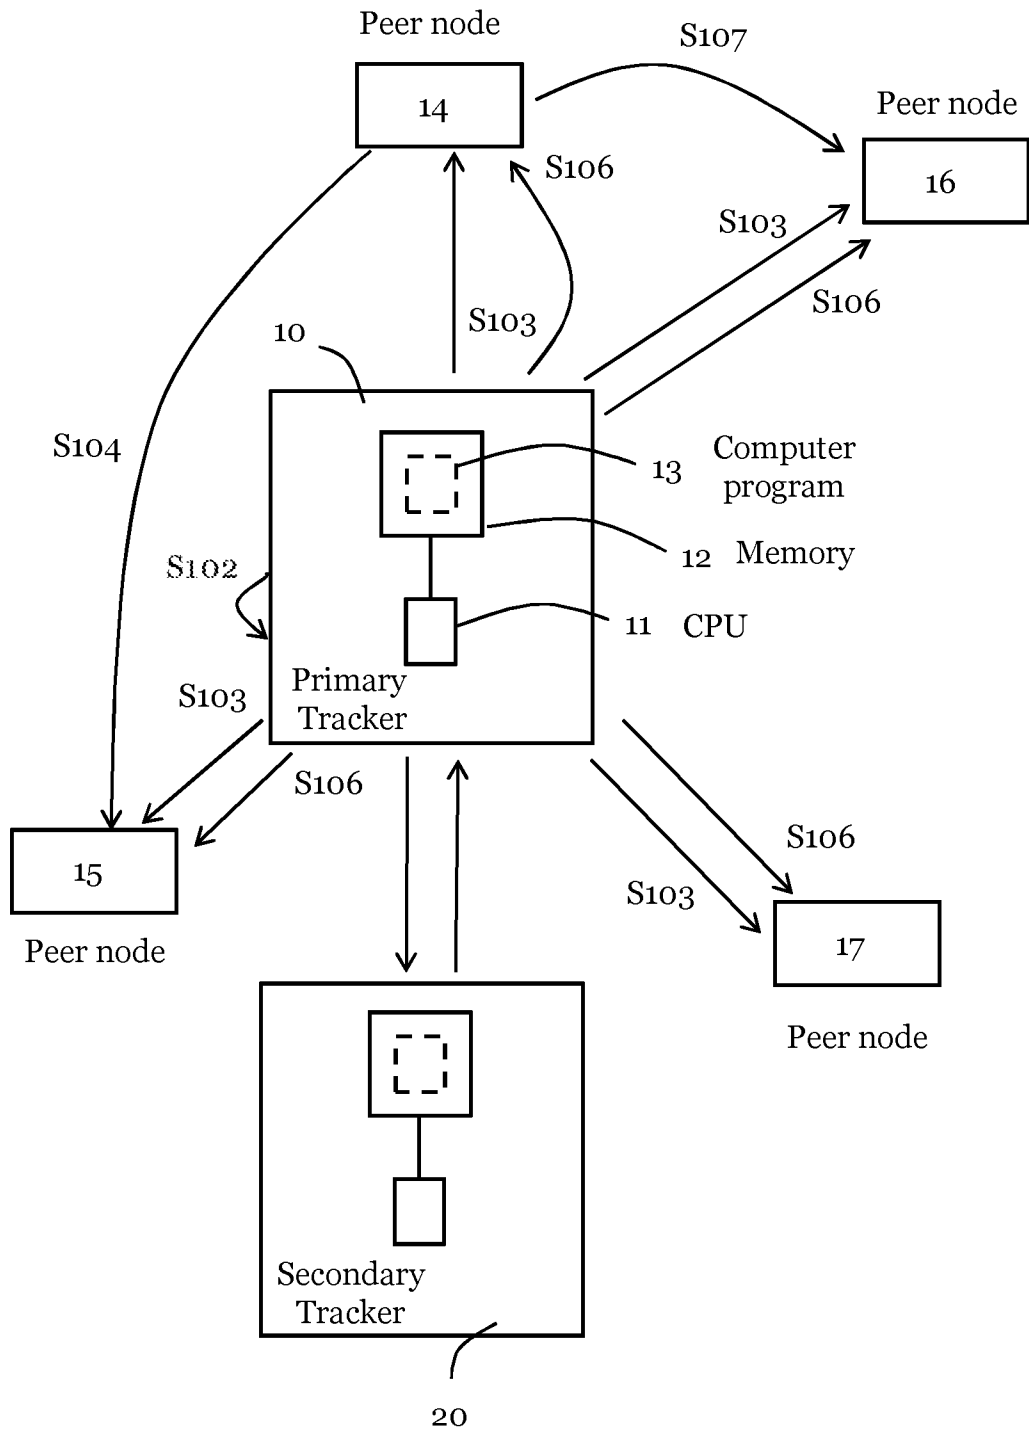 Peer node
S107
14
Peer node
S106
16
S103
S106
S103
10
S104
13 Computer
program
12 Memory
S102
11 CPU
Primary
Tracker
S103
S106
S106
15
S103
17
Peer node
Peer node
Secondary
Tracker
20